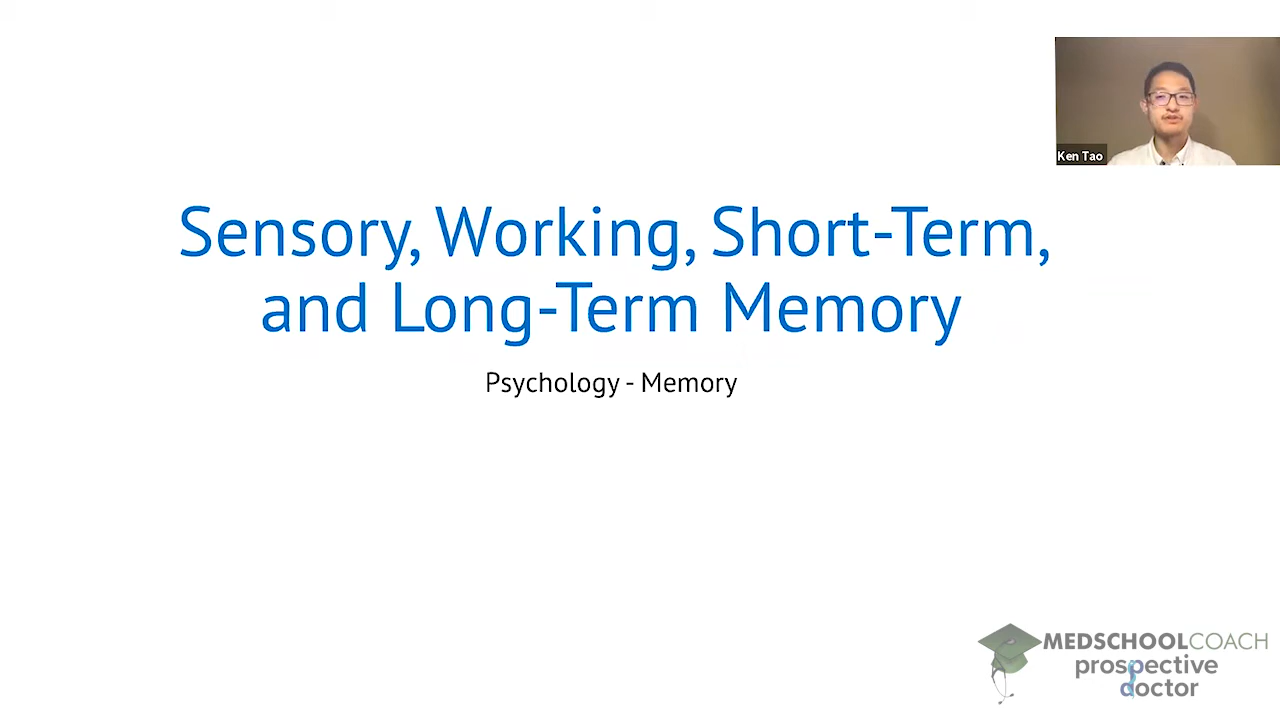 Ken Tao
Sensory, Working, Short-Term,
and Long-Term Memory
Psychology - Memory
MEDSCHOOLCOACH
prospective
doctor